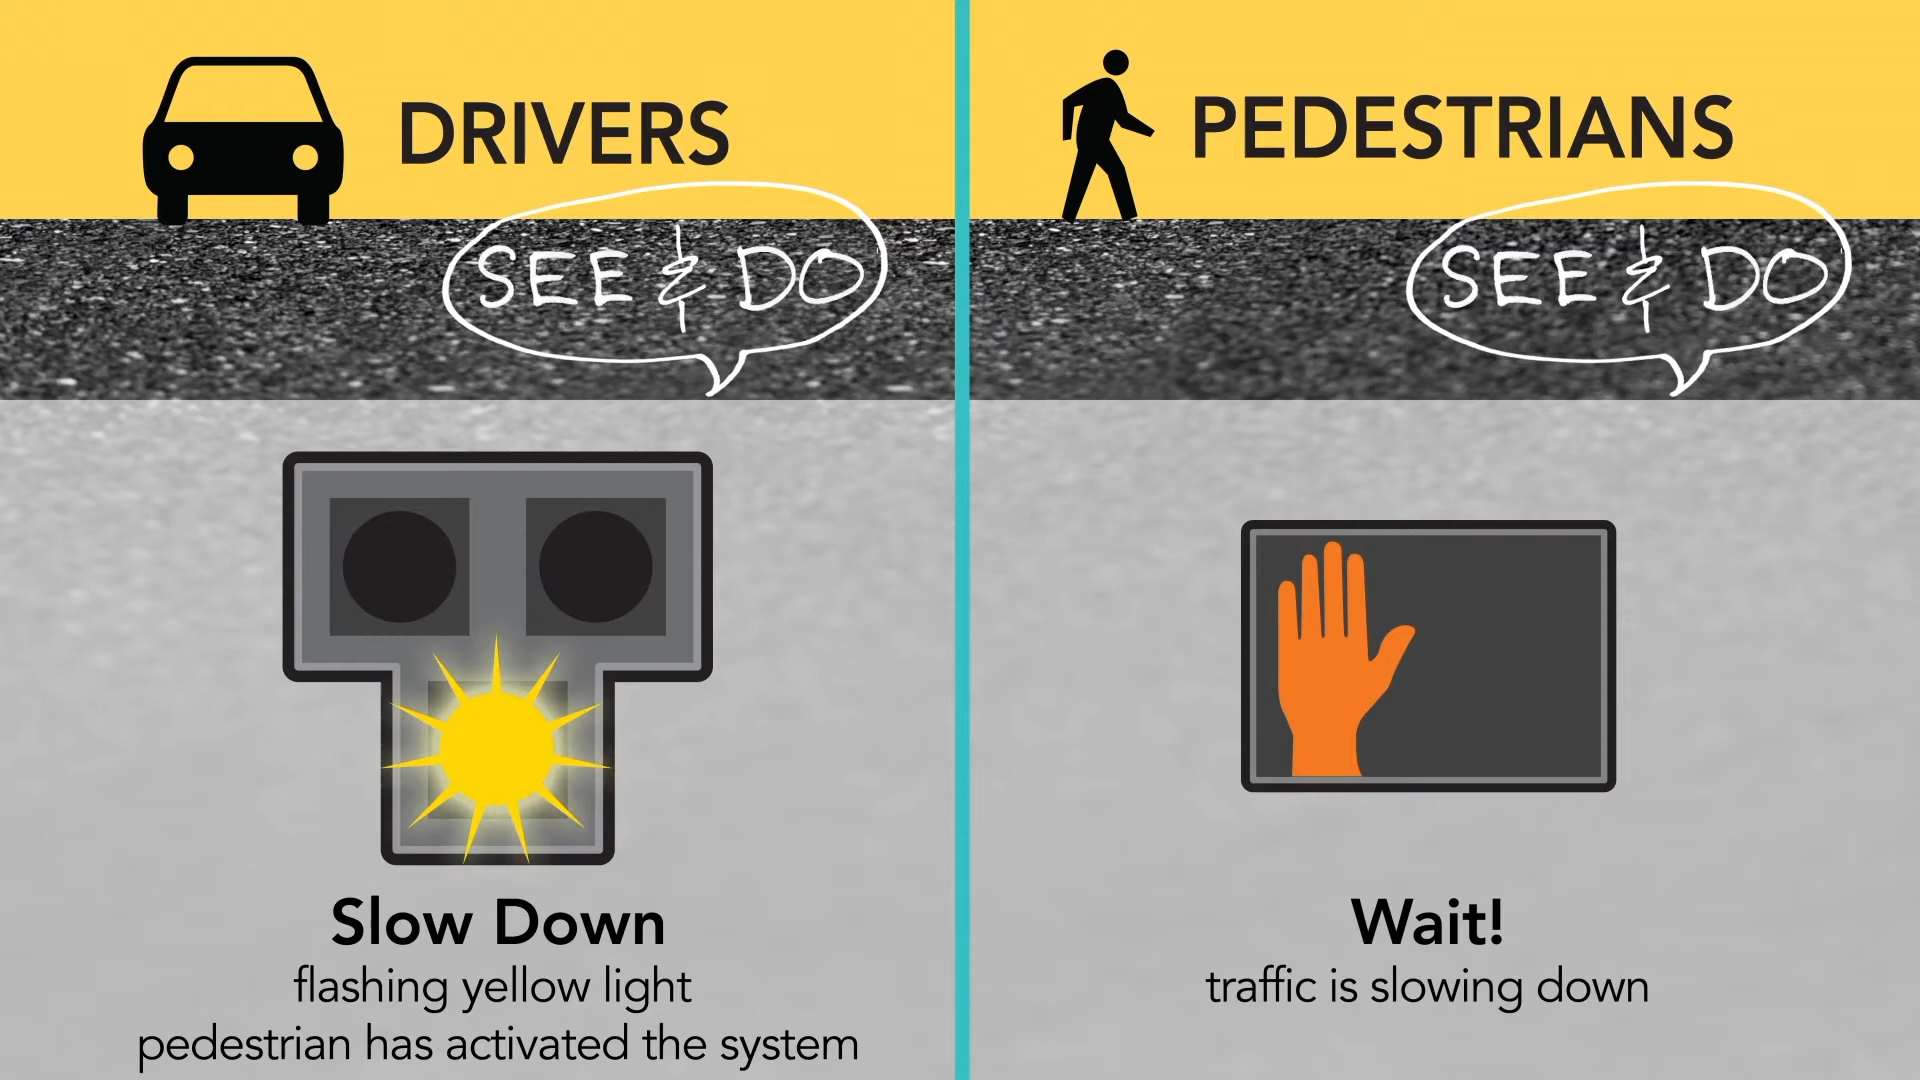 DRIVERS
SEE & DO
Slow Down
flashing yellow light
pedestrian has activated the system
PEDESTRIANS
SEE & DO
Wait!
traffic is slowing down